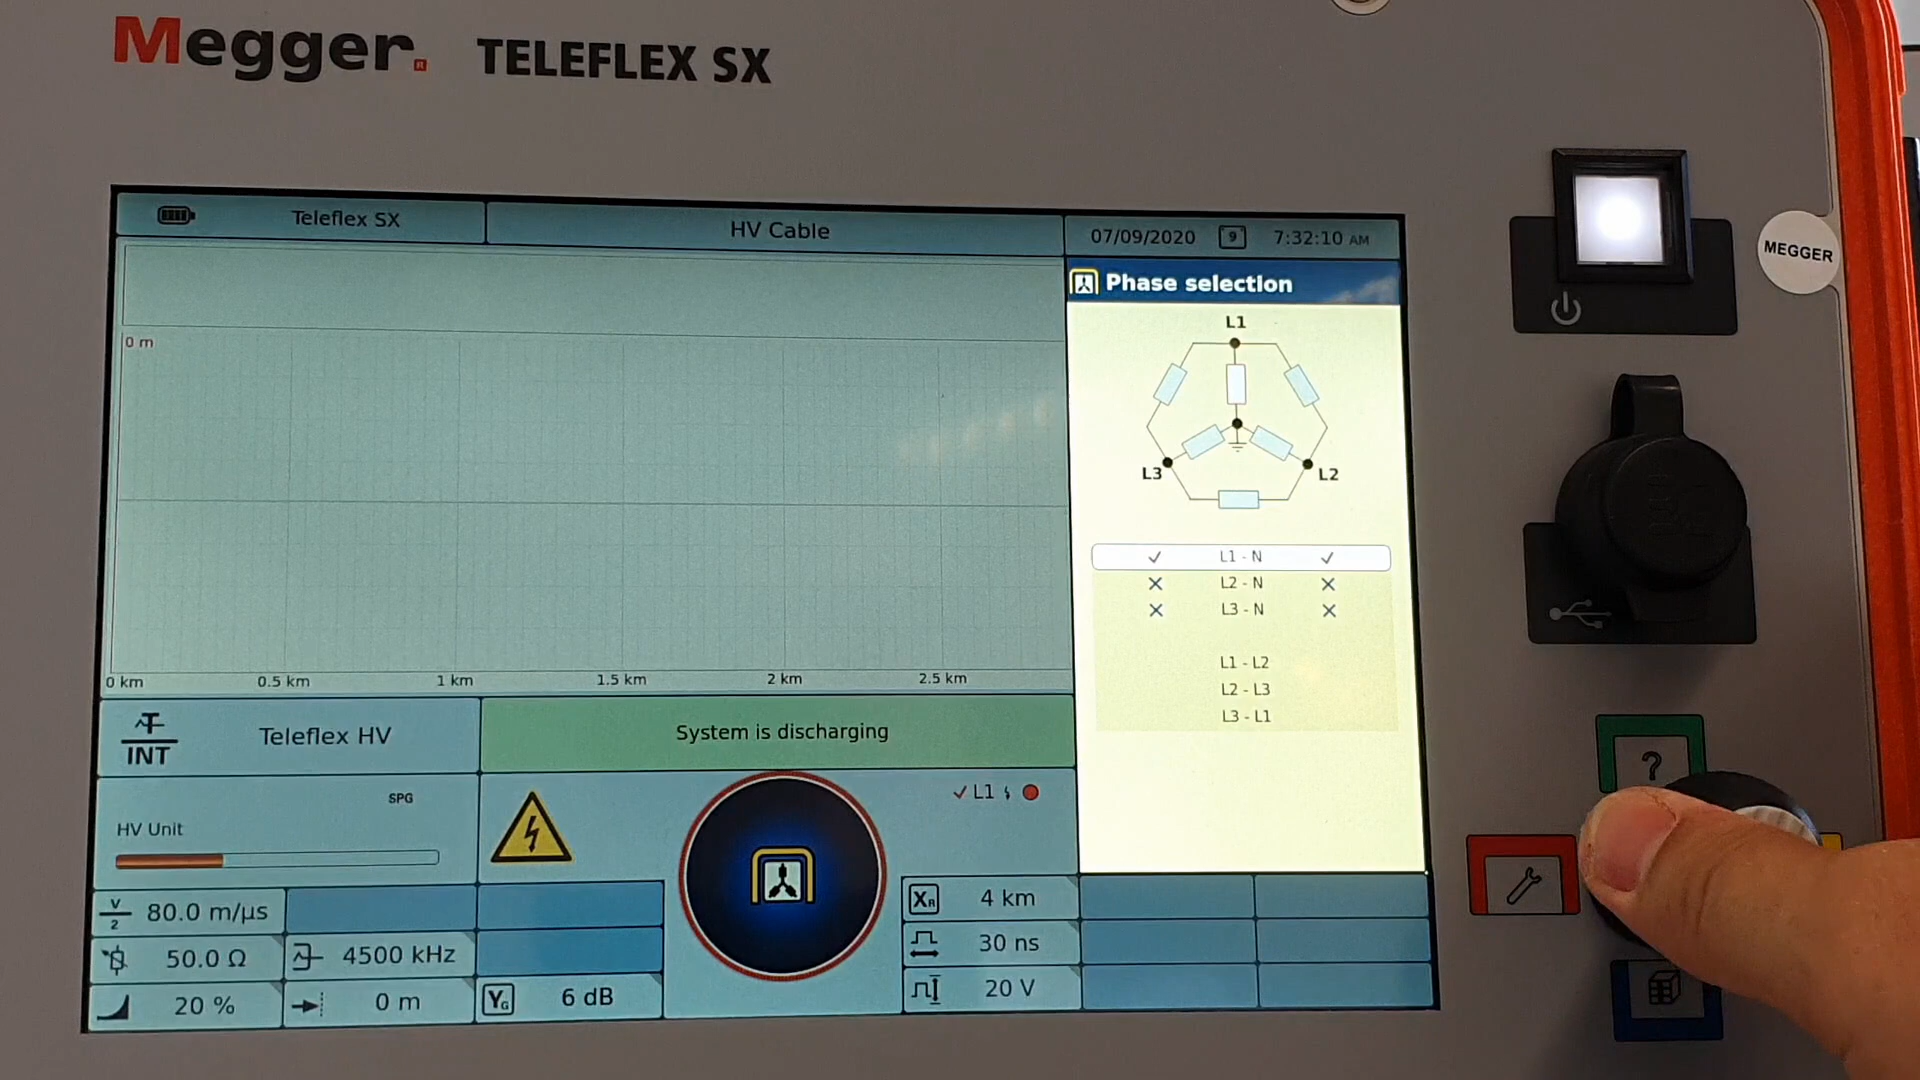 Megger. TELEFLEX SX
Teleflex SX
HV Cable
07/09/2020 9 7:32:10 AM
Phase selection
L1
L3
L2
0 m
0 km 0.5 km 1 km 1.5 km 2 km 2.5 km
L1 - N
L2 - N
L3 - N
L1 - L2
L2 - L3
L3 - L1
INT
Teleflex HV
System is discharging
SPG
HV Unit
L1
V/2 80.0 m/µs
50.0 Ω
4500 kHz
20 %
0 m
YG 6 dB
XR 4 km
30 ns
20 V
MEGGER
?